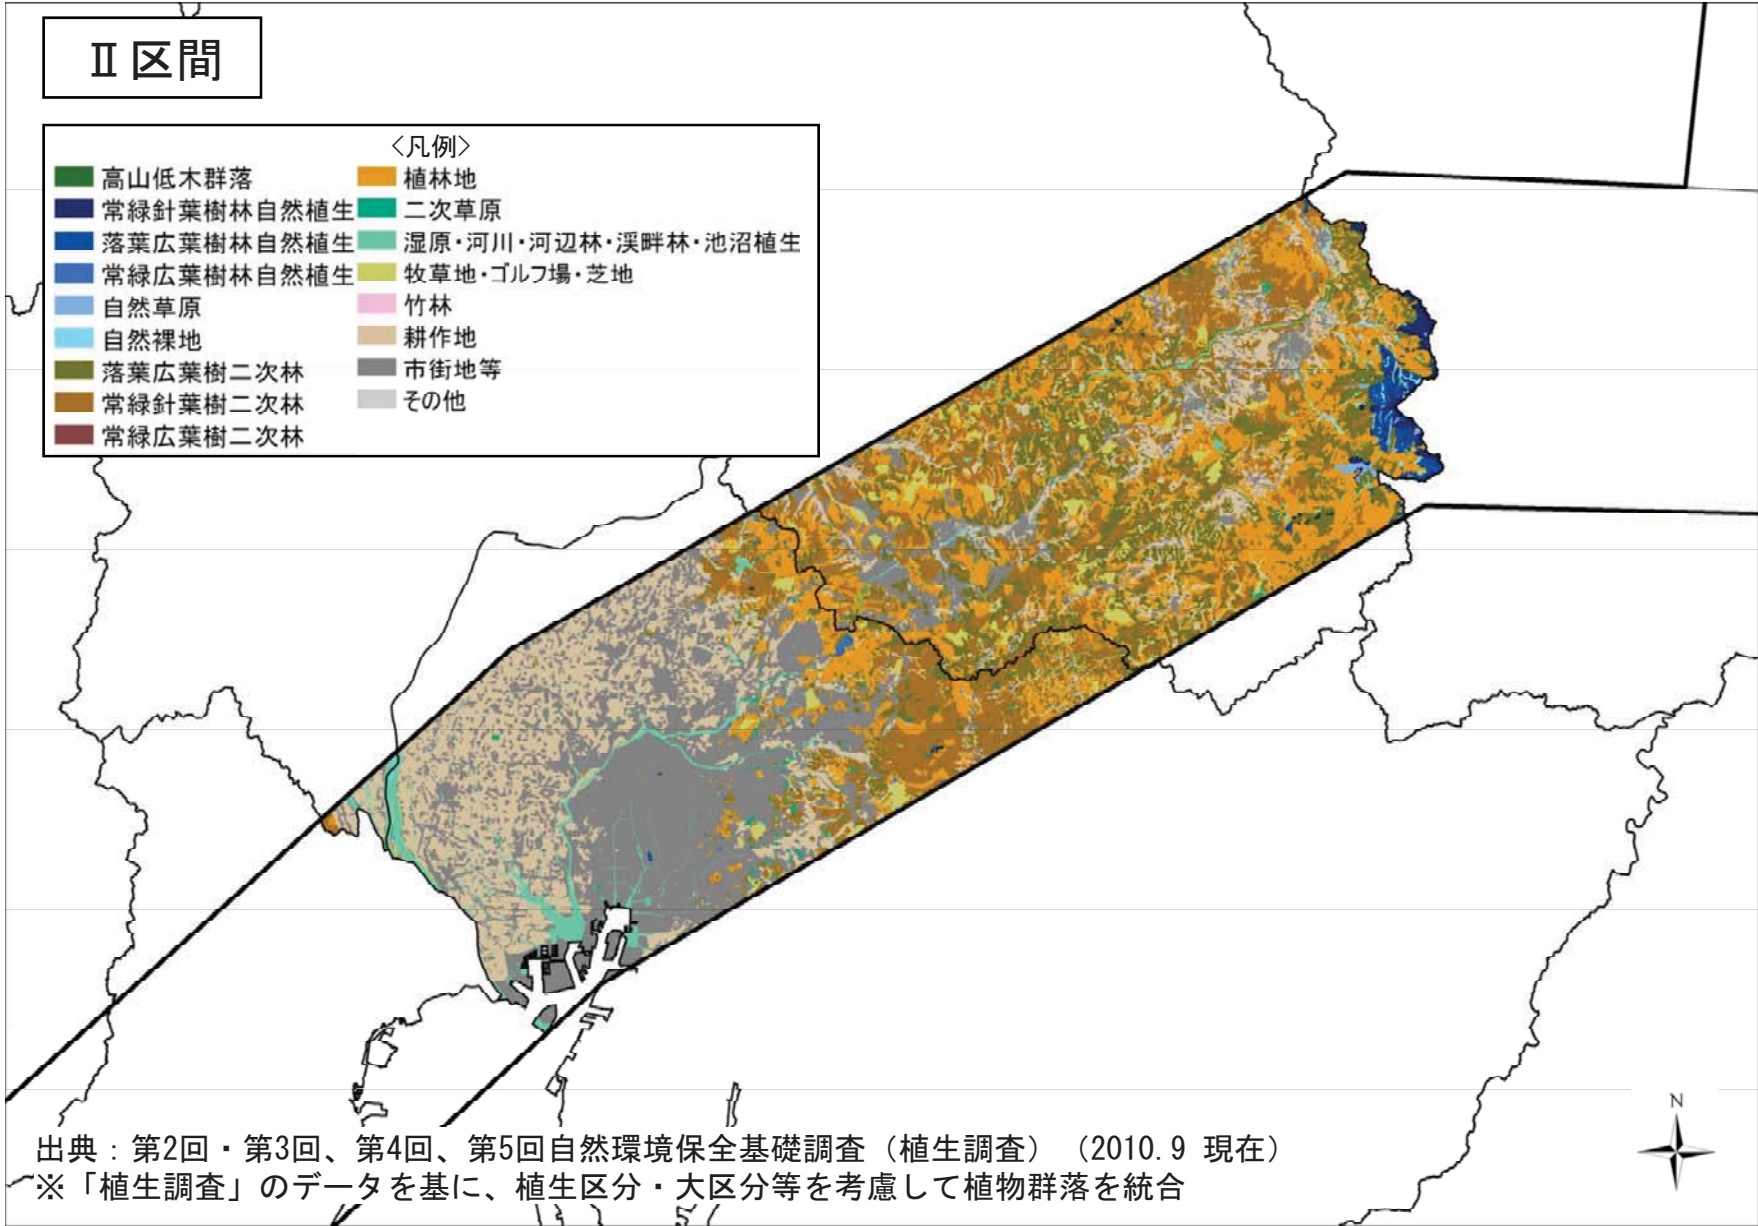 Ⅱ区間
〈凡例〉
高山低木群落
常緑針葉樹林自然植生
落葉広葉樹林自然植生
常緑広葉樹林自然植生
自然草原
自然裸地
落葉広葉樹二次林
常緑針葉樹二次林
常緑広葉樹二次林
植林地
二次草原
湿原・河川・河辺林・渓畔林・池沼植生
牧草地・ゴルフ場・芝地
竹林
耕作地
市街地等
その他
N
出典：第2回・第3回、第4回、第5回自然環境保全基礎調査（植生調査）（2010.9 現在）
※「植生調査」のデータを基に、植生区分・大区分等を考慮して植物群落を統合